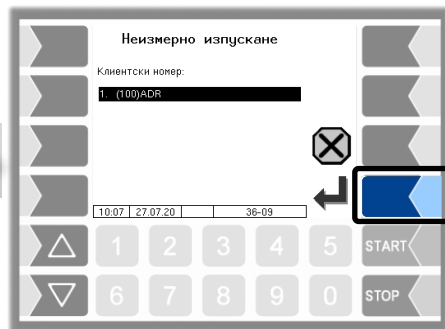 Неизмерно изпускане
Клиентски номер:
1. (100)ADR
10:07 27.07.20 36-09
1 2 3 4 5 START
6 7 8 9 0 STOP